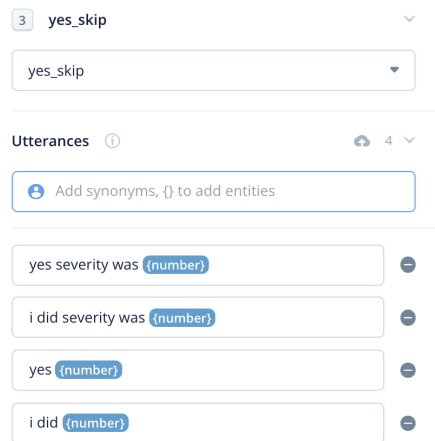 3 yes_skip
yes_skip
Utterances 4
Add synonyms, {} to add entities
yes severity was {number}
i did severity was {number}
yes {number}
i did {number}